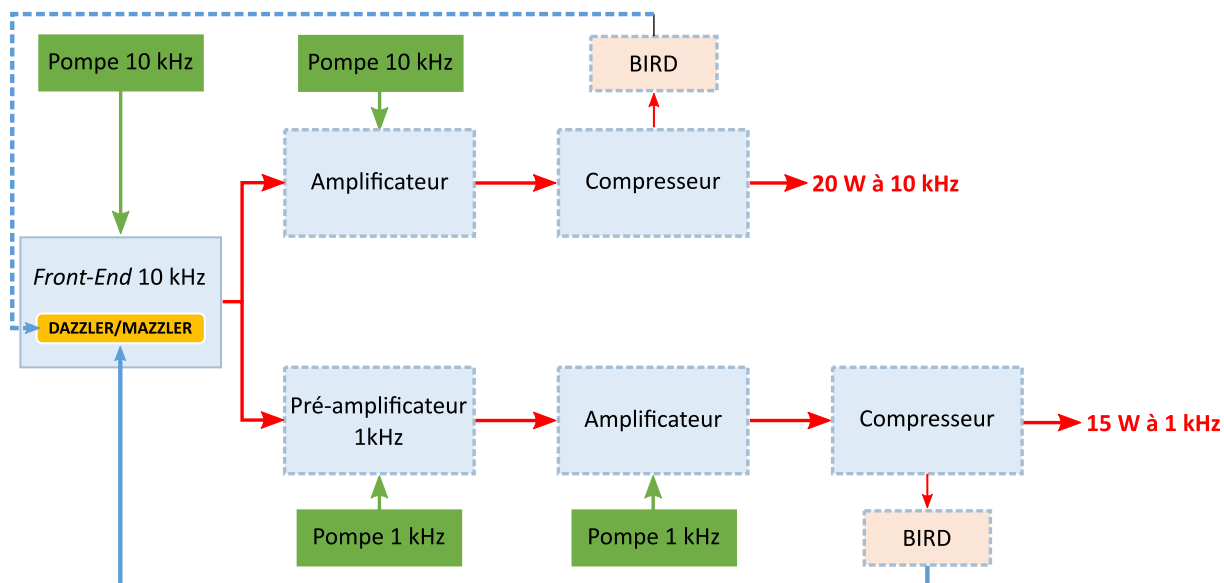 Pompe 10 kHz
Pompe 10 kHz
BIRD
Amplificateur
Compresseur
20 W à 10 kHz
Front-End 10 kHz
DAZZLER/MAZZLER
Pré-amplificateur
1kHz
Amplificateur
Compresseur
15 W à 1 kHz
Pompe 1 kHz
Pompe 1 kHz
BIRD